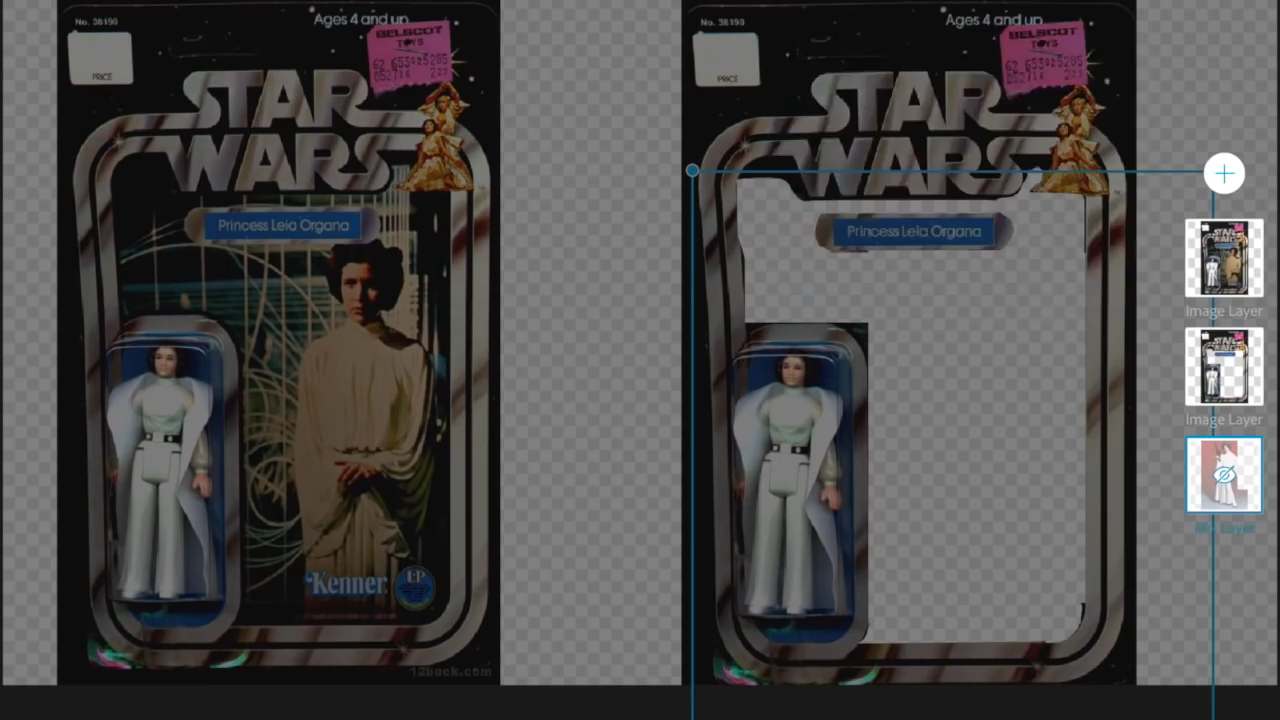 No. 38190
Ages 4 and up
PRICE
BELSCOT
TOYS
STAR
WARS
Princess Leia Organa
Kenner
12back.com
No. 38190
Ages 4 and up
PRICE
BELSCOT
TOYS
STAR
WARS
Princess Leia Organa
Image Layer
Image Layer